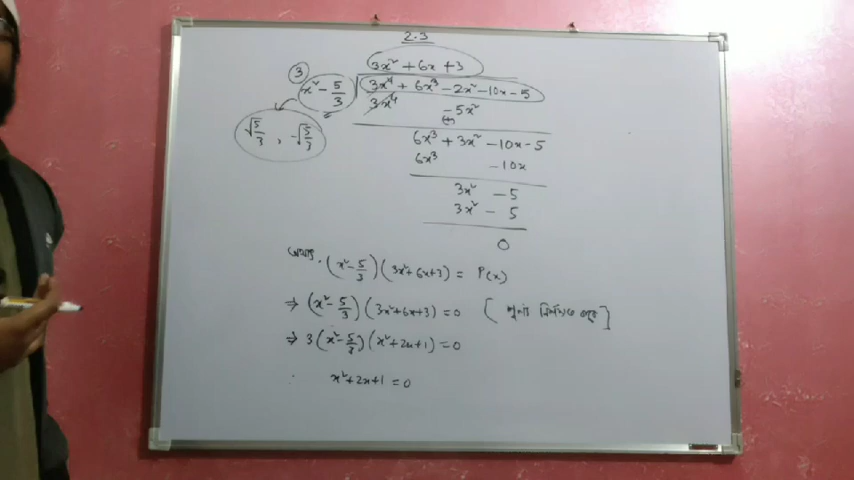 2.3
3x² + 6x + 3
③ x² - 5/3 | 3x⁴ + 6x³ - 2x² - 10x - 5
3x⁴ - 5x²
(+)
√5/3 , -√5/3
6x³ + 3x² - 10x - 5
6x³ - 10x
3x² - 5
3x² - 5
0
(x² - 5/3)(3x² + 6x + 3) = P(x)
⇒ (x² - 5/3)(3x² + 6x + 3) = 0
⇒ 3(x² - 5/3)(x² + 2x + 1) = 0
∴ x² + 2x + 1 = 0